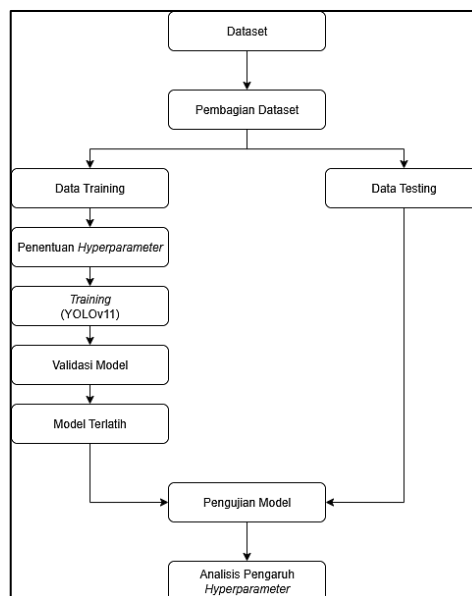 Dataset
Pembagian Dataset
Data Training
Data Testing
Penentuan Hyperparameter
Training
(YOLOv11)
Validasi Model
Model Terlatih
Pengujian Model
Analisis Pengaruh
Hyperparameter